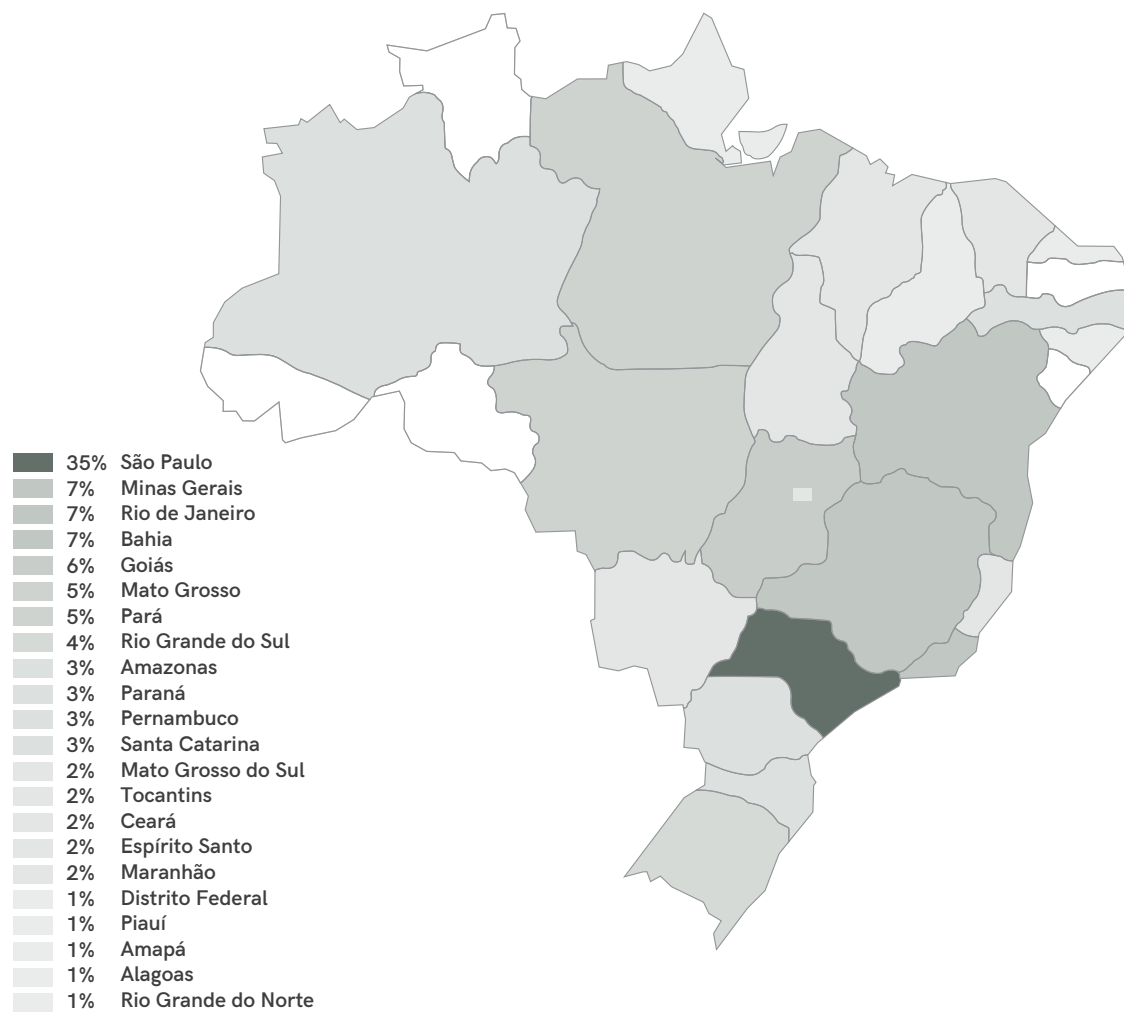 35% São Paulo
7% Minas Gerais
7% Rio de Janeiro
7% Bahia
6% Goiás
5% Mato Grosso
5% Pará
4% Rio Grande do Sul
3% Amazonas
3% Paraná
3% Pernambuco
3% Santa Catarina
2% Mato Grosso do Sul
2% Tocantins
2% Ceará
2% Espírito Santo
2% Maranhão
1% Distrito Federal
1% Piauí
1% Amapá
1% Alagoas
1% Rio Grande do Norte